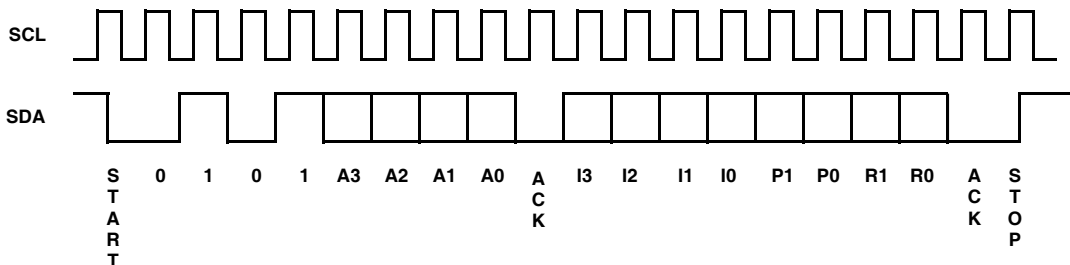 SCL
SDA
START 0 1 0 1 A3 A2 A1 A0 ACK I3 I2 I1 I0 P1 P0 R1 R0 ACK STOP